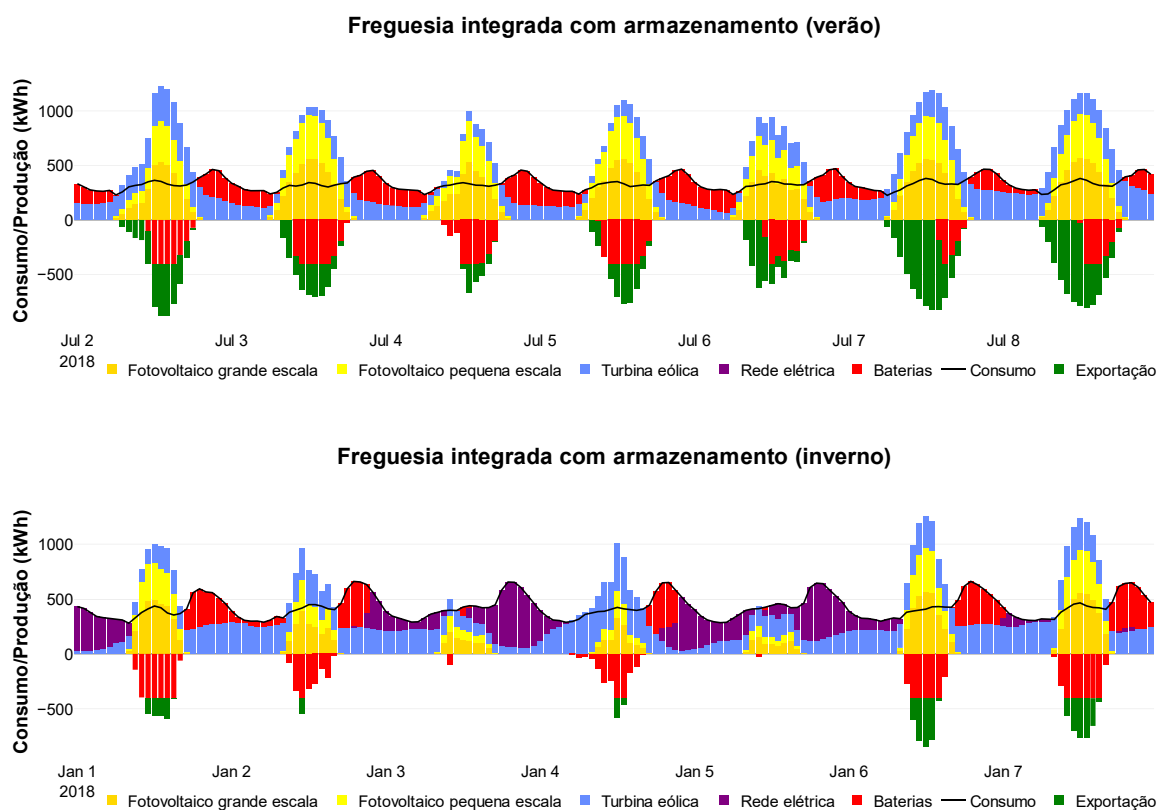 Freguesia integrada com armazenamento (verão)
Consumo/Produção (kWh)
1000
500
0
−500
Jul 2 Jul 3 Jul 4 Jul 5 Jul 6 Jul 7 Jul 8
2018
Fotovoltaico grande escala Fotovoltaico pequena escala Turbina eólica Rede elétrica Baterias Consumo Exportação
Freguesia integrada com armazenamento (inverno)
Consumo/Produção (kWh)
1000
500
0
−500
Jan 1 Jan 2 Jan 3 Jan 4 Jan 5 Jan 6 Jan 7
2018
Fotovoltaico grande escala Fotovoltaico pequena escala Turbina eólica Rede elétrica Baterias Consumo Exportação